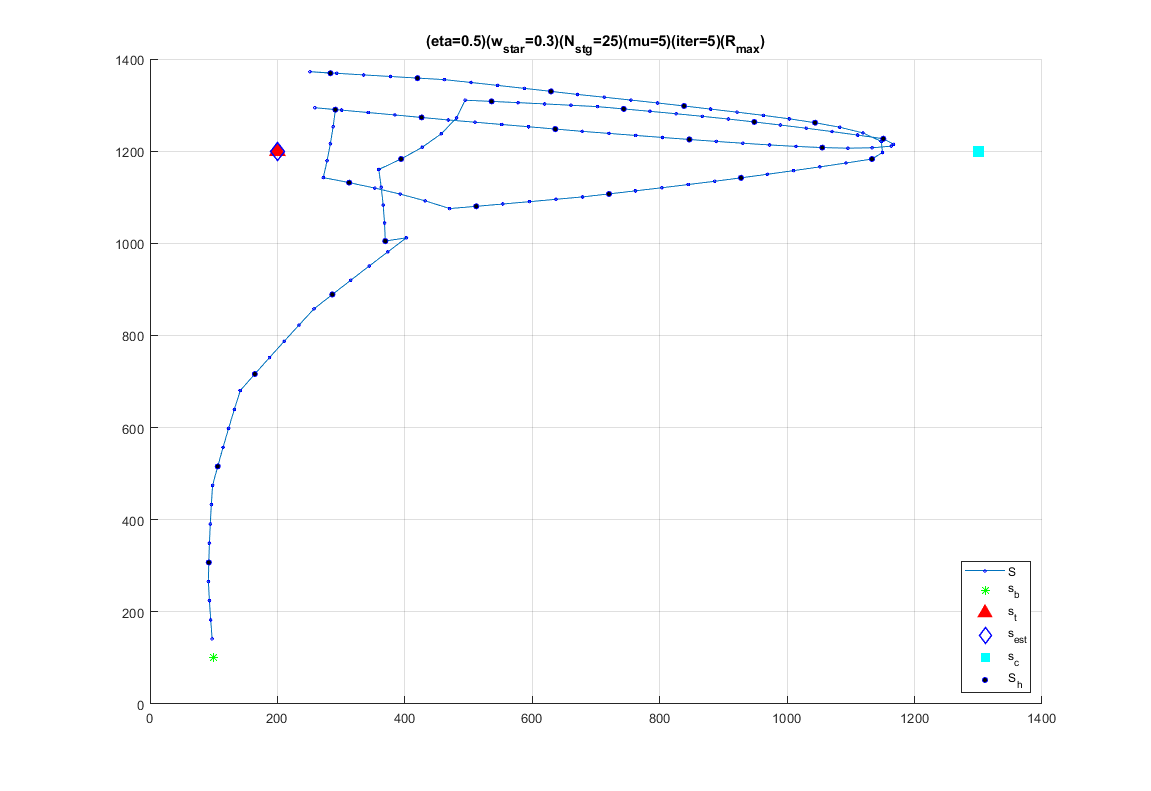 (eta=0.5)(w_star=0.3)(N_stg=25)(mu=5)(iter=5)(R_max)
1400
1200
1000
800
600
400
200
0
0 200 400 600 800 1000 1200 1400
S
s_b
s_t
s_est
s_c
S_h